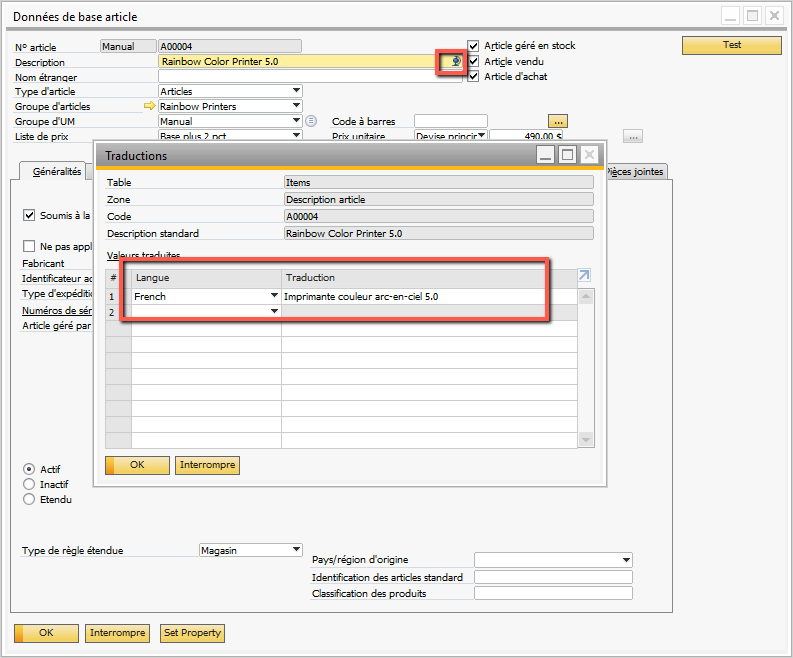 Données de base article
N° article Manual A00004
Article géré en stock
Test
Description Rainbow Color Printer 5.0
Article vendu
Nom étranger
Article d'achat
Type d'article Articles
Groupe d'articles Rainbow Printers
Groupe d'UM Manual Code à barres ...
Liste de prix Base plus 2 pct Prix unitaire Devise princip 490,00 $ ...
Traductions
Généralités
Pièces jointes
Table Items
Zone Description article
Code A00004
Description standard Rainbow Color Printer 5.0
Valeurs traduites
# Langue Traduction
1 French Imprimante couleur arc-en-ciel 5.0
2
OK Interrompre
Soumis à la
Ne pas appl
Fabricant
Identificateur ad
Type d'expéditi
Numéros de sér
Article géré par
Actif
Inactif
Etendu
Type de règle étendue Magasin
Pays/région d'origine
Identification des articles standard
Classification des produits
OK Interrompre Set Property